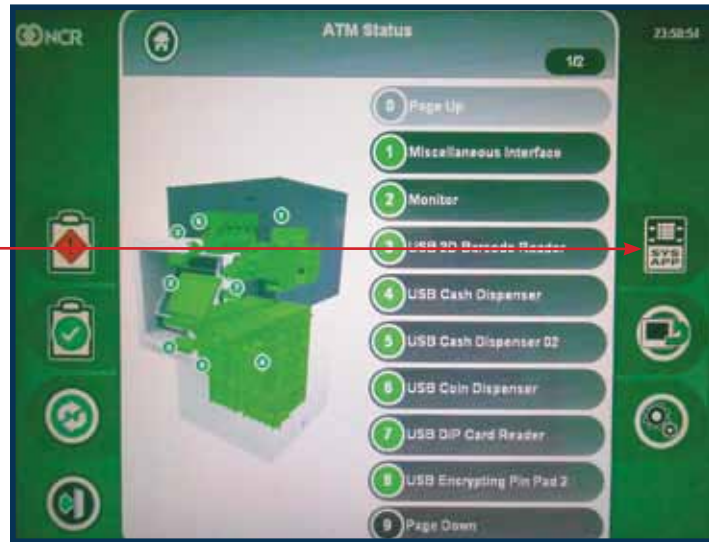 NCR
ATM Status
23:58:54
1/2
0 Page Up
1 Miscellaneous Interface
2 Monitor
3 USB 2D Barcode Reader
4 USB Cash Dispenser
5 USB Cash Dispenser 02
6 USB Coin Dispenser
7 USB DIP Card Reader
8 USB Encrypting Pin Pad 2
9 Page Down
SYS
APP